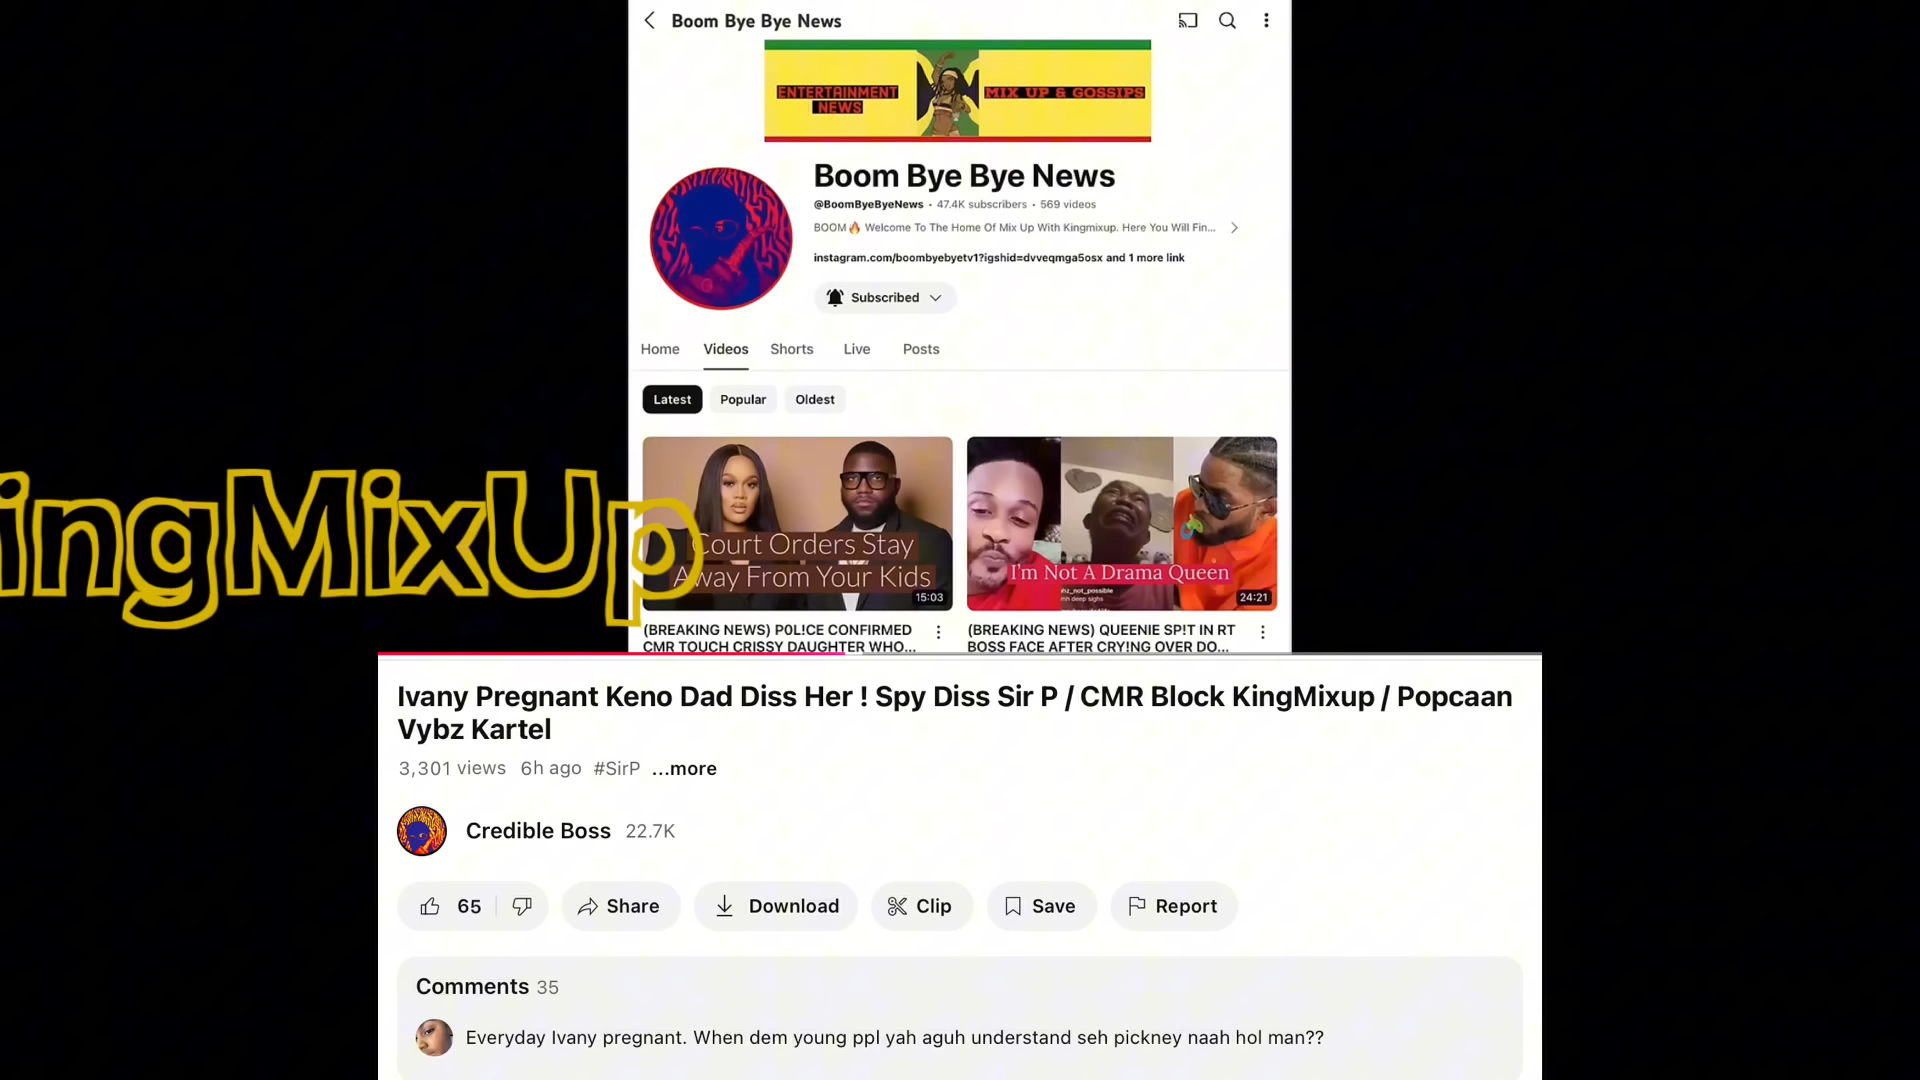 Boom Bye Bye News
ENTERTAINMENT
NEWS
MIX UP & GOSSIPS
Boom Bye Bye News
@BoomByeByeNews • 47.4K subscribers • 569 videos
BOOM🔥 Welcome To The Home Of Mix Up With Kingmixup. Here You Will Fin...
instagram.com/boombyebyetv1?igshid=dvveqmga5osx and 1 more link
Subscribed
Home Videos Shorts Live Posts
Latest Popular Oldest
ingMixUp
Court Orders Stay
Away From Your Kids
15:03
I'm Not A Drama Queen
24:21
(BREAKING NEWS) P0L!CE CONFIRMED
CMR TOUCH CRISSY DAUGHTER WHO...
(BREAKING NEWS) QUEENIE SP!T IN RT
BOSS FACE AFTER CRY!NG OVER DO...
Ivany Pregnant Keno Dad Diss Her ! Spy Diss Sir P / CMR Block KingMixup / Popcaan
Vybz Kartel
3,301 views 6h ago #SirP ...more
Credible Boss 22.7K
65 Share Download Clip Save Report
Comments 35
Everyday Ivany pregnant. When dem young ppl yah aguh understand seh pickney naah hol man??